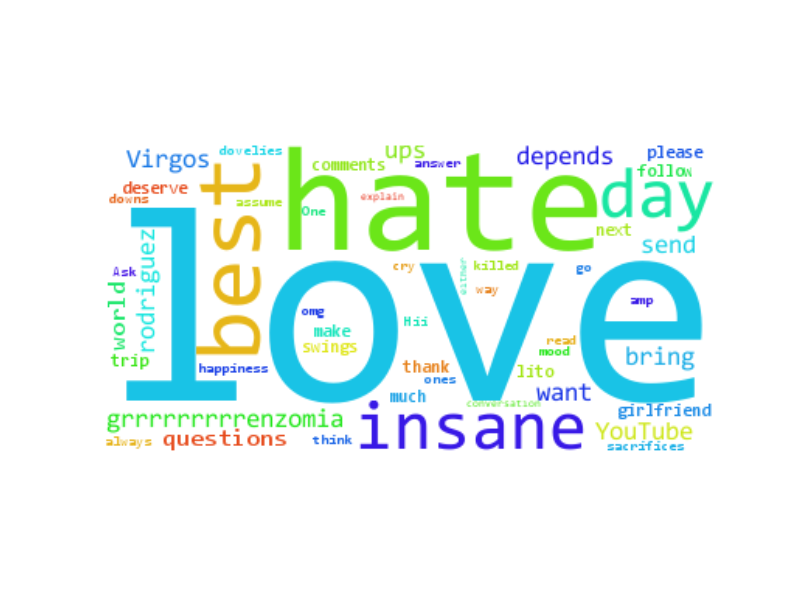 Virgos
dovelies
ups
comments
answer
depends
please
follow
deserve
downs
best
assume
hate
explain
One
day
next
send
love
rodriguez
Ask
world
trip
cry
either
killed
way
go
amp
omg
Hii
make
swings
read
mood
bring
happiness
thank
ones
lito
much
want
conversation
girlfriend
grrrrrrrrrenzomia
insane
YouTube
always
questions
think
sacrifices